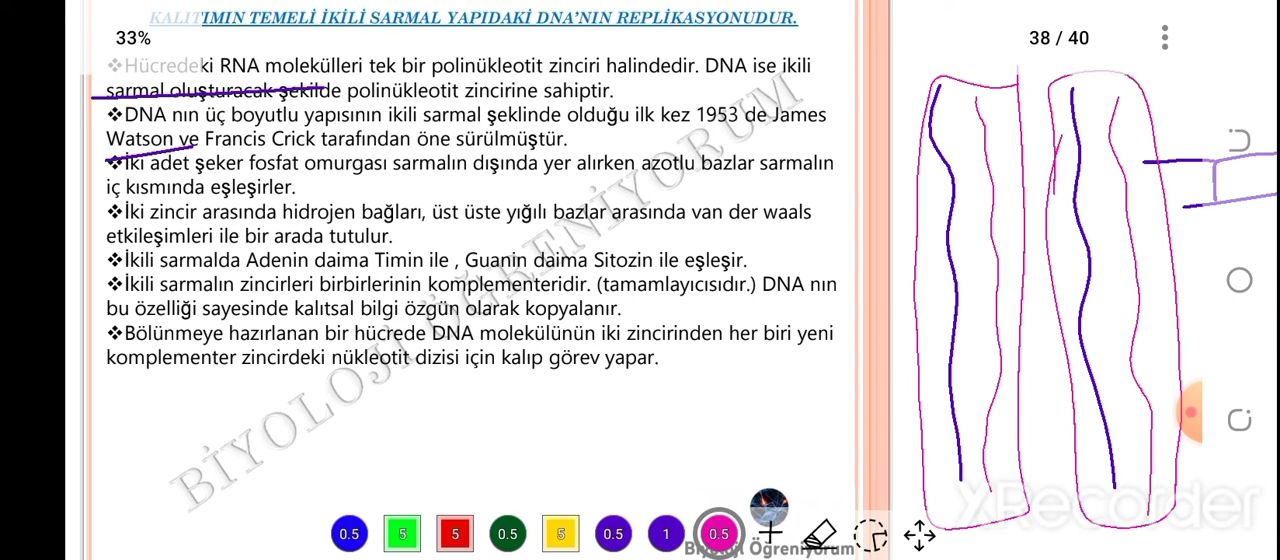 KALITIMIN TEMELİ İKİLİ SARMAL YAPIDAKİ DNA'NIN REPLİKASYONUDUR.
33%
38 / 40
❖Hücredeki RNA molekülleri tek bir polinükleotit zinciri halindedir. DNA ise ikili
sarmal oluşturacak şekilde polinükleotit zincirine sahiptir.
❖DNA nın üç boyutlu yapısının ikili sarmal şeklinde olduğu ilk kez 1953 de James
Watson ve Francis Crick tarafından öne sürülmüştür.
❖İki adet şeker fosfat omurgası sarmalın dışında yer alırken azotlu bazlar sarmalın
iç kısmında eşleşirler.
❖İki zincir arasında hidrojen bağları, üst üste yığılı bazlar arasında van der waals
etkileşimleri ile bir arada tutulur.
❖İkili sarmalda Adenin daima Timin ile , Guanin daima Sitozin ile eşleşir.
❖İkili sarmalın zincirleri birbirlerinin komplementeridir. (tamamlayıcısıdır.) DNA nın
bu özelliği sayesinde kalıtsal bilgi özgün olarak kopyalanır.
❖Bölünmeye hazırlanan bir hücrede DNA molekülünün iki zincirinden her biri yeni
komplementer zincirdeki nükleotit dizisi için kalıp görev yapar.
BİYOLOJİ ÖĞRENİYORUM
XRecorder
0.5 5 5 0.5 5 0.5 1 0.5
Biyoloji Öğreniyorum